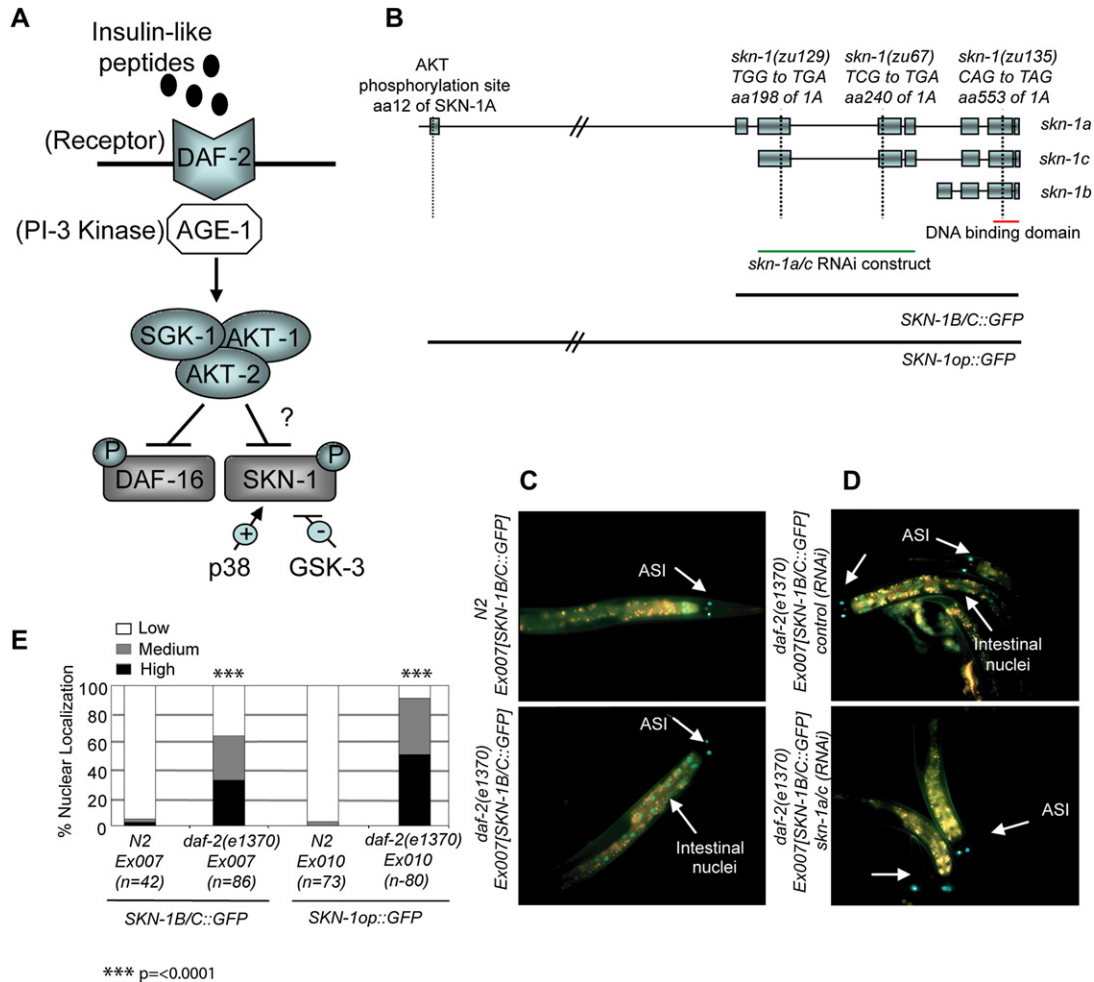 A
Insulin-like
peptides
(Receptor)
DAF-2
(PI-3 Kinase)
AGE-1
SGK-1
AKT-1
AKT-2
?
P
DAF-16
SKN-1
P
+
-
p38
GSK-3
B
AKT
phosphorylation site
aa12 of SKN-1A
skn-1(zu129)
TGG to TGA
aa198 of 1A
skn-1(zu67)
TCG to TGA
aa240 of 1A
skn-1(zu135)
CAG to TAG
aa553 of 1A
skn-1a
skn-1c
skn-1b
DNA binding domain
skn-1a/c RNAi construct
SKN-1B/C::GFP
SKN-1op::GFP
C
N2
Ex007[SKN-1B/C::GFP]
ASI
daf-2(e1370)
Ex007[SKN-1B/C::GFP]
ASI
Intestinal
nuclei
D
daf-2(e1370)
Ex007[SKN-1B/C::GFP]
control (RNAi)
ASI
Intestinal
nuclei
daf-2(e1370)
Ex007[SKN-1B/C::GFP]
skn-1a/c (RNAi)
ASI
E
Low
Medium
High
% Nuclear Localization
100
80
60
40
20
0
***
***
N2
Ex007
(n=42)
daf-2(e1370)
Ex007
(n=86)
N2
Ex010
(n=73)
daf-2(e1370)
Ex010
(n-80)
SKN-1B/C::GFP
SKN-1op::GFP
*** p=<0.0001